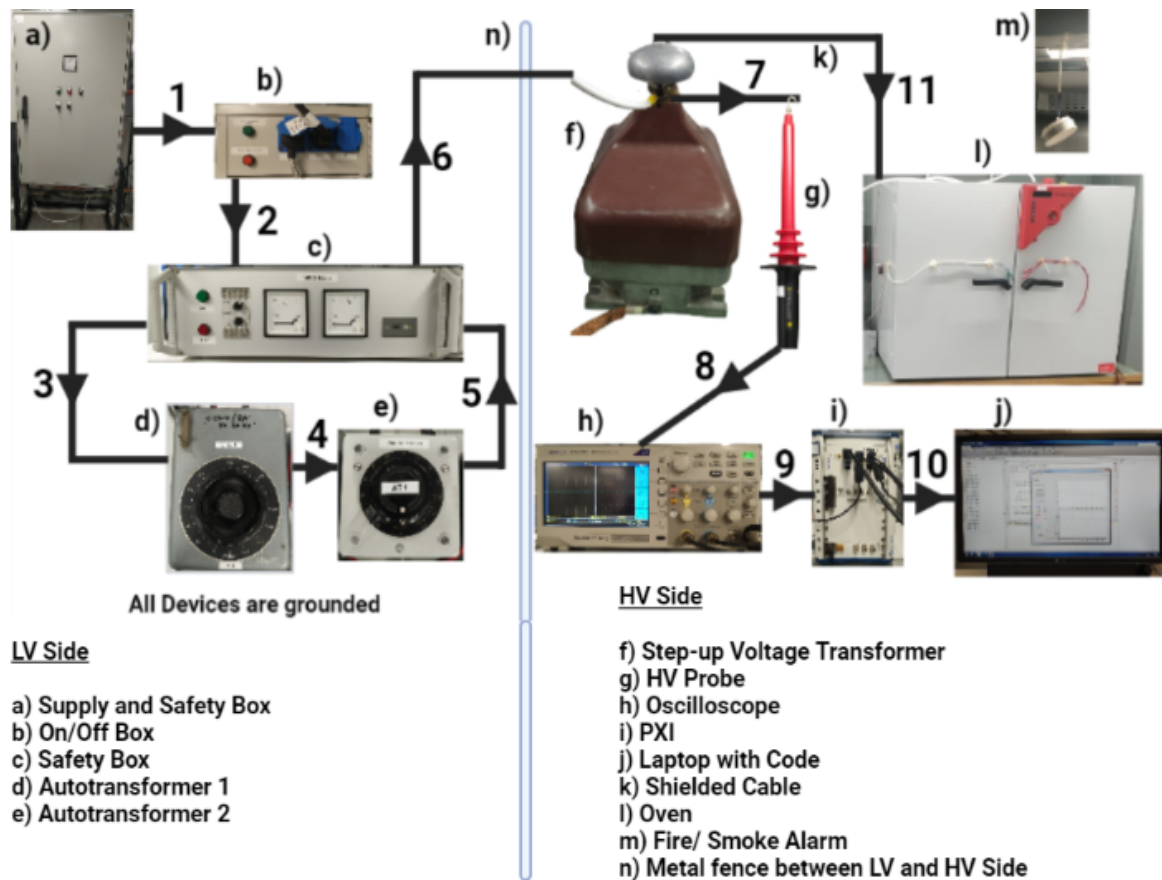 a)
1
b)
2
c)
3
d)
4
e)
5
6
n)
f)
7
k)
11
m)
g)
l)
8
h)
9
i)
10
j)
AT1
All Devices are grounded
LV Side
a) Supply and Safety Box
b) On/Off Box
c) Safety Box
d) Autotransformer 1
e) Autotransformer 2
HV Side
f) Step-up Voltage Transformer
g) HV Probe
h) Oscilloscope
i) PXI
j) Laptop with Code
k) Shielded Cable
l) Oven
m) Fire/ Smoke Alarm
n) Metal fence between LV and HV Side